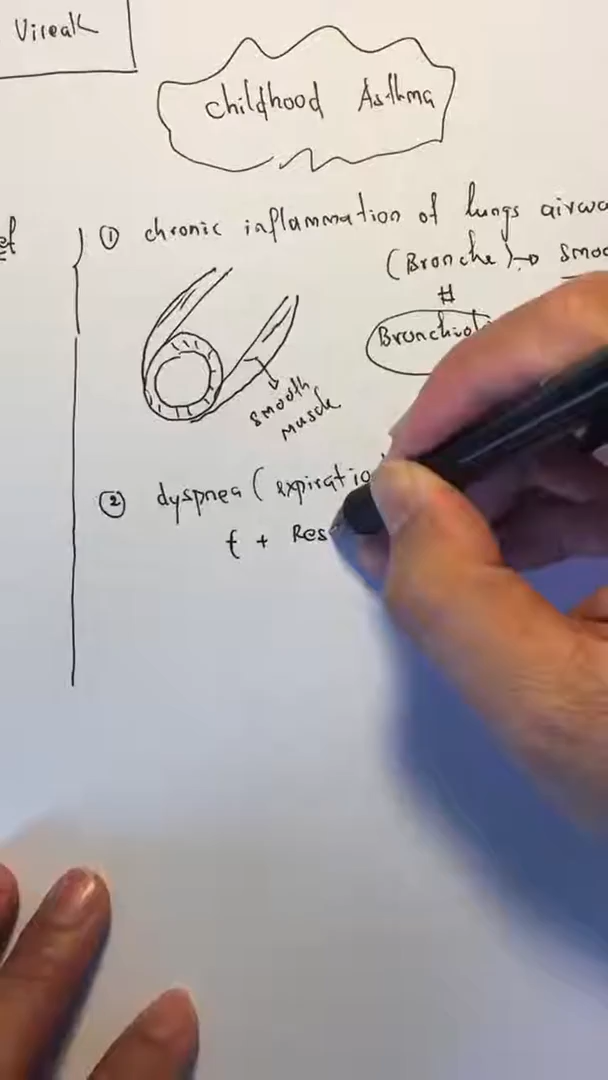 Vireak
childhood Asthma
① chronic inflammation of lungs airwa
(Bronche) → smoo
#
Bronchiol
smooth
muscle
② dyspnea (expiratio
f + Res